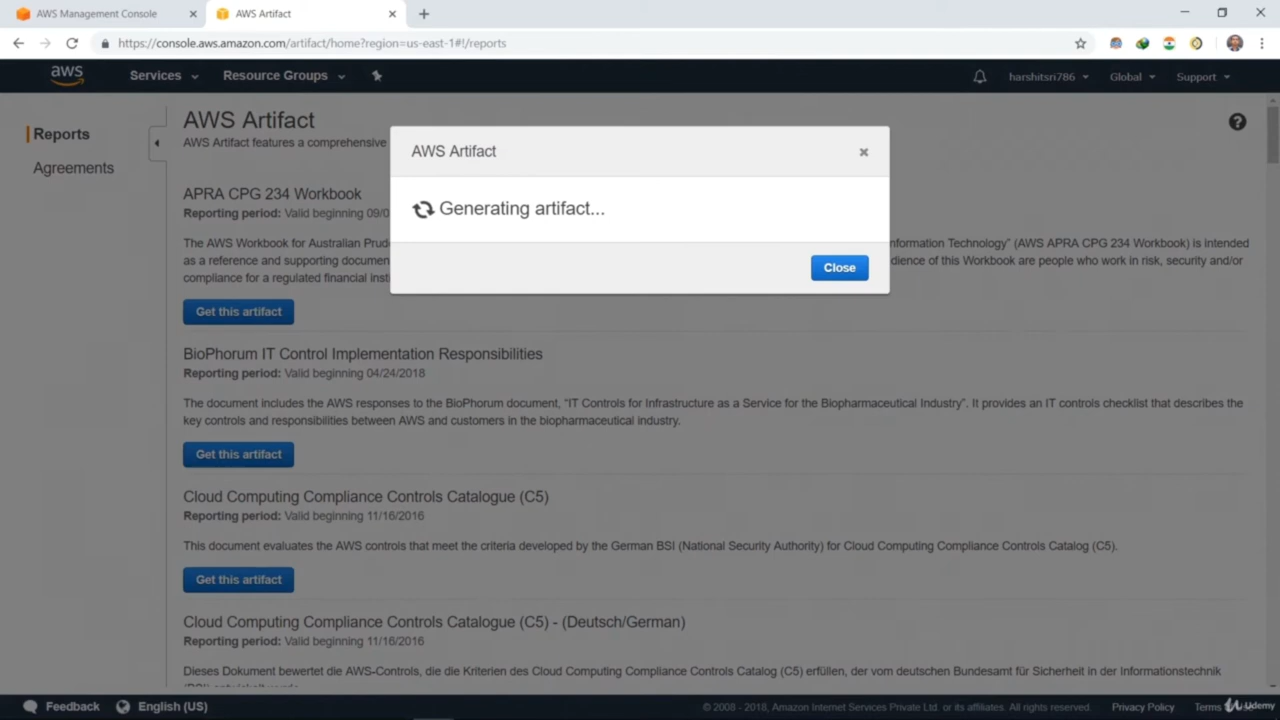 AWS Management Console
AWS Artifact
https://console.aws.amazon.com/artifact/home?region=us-east-1#!/reports
aws
Services
Resource Groups
harshitsri786
Global
Support
Reports
Agreements
AWS Artifact
AWS Artifact features a comprehensive
AWS Artifact
Generating artifact...
Close
APRA CPG 234 Workbook
Reporting period: Valid beginning 09/0
The AWS Workbook for Australian Prud nformation Technology” (AWS APRA CPG 234 Workbook) is intended
as a reference and supporting documen dience of this Workbook are people who work in risk, security and/or
compliance for a regulated financial inst
Get this artifact
BioPhorum IT Control Implementation Responsibilities
Reporting period: Valid beginning 04/24/2018
The document includes the AWS responses to the BioPhorum document, “IT Controls for Infrastructure as a Service for the Biopharmaceutical Industry”. It provides an IT controls checklist that describes the
key controls and responsibilities between AWS and customers in the biopharmaceutical industry.
Get this artifact
Cloud Computing Compliance Controls Catalogue (C5)
Reporting period: Valid beginning 11/16/2016
This document evaluates the AWS controls that meet the criteria developed by the German BSI (National Security Authority) for Cloud Computing Compliance Controls Catalog (C5).
Get this artifact
Cloud Computing Compliance Controls Catalogue (C5) - (Deutsch/German)
Reporting period: Valid beginning 11/16/2016
Dieses Dokument bewertet die AWS-Controls, die die Kriterien des Cloud Computing Compliance Controls Catalog (C5) erfüllen, der vom deutschen Bundesamt für Sicherheit in der Informationstechnik
Feedback
English (US)
© 2008 - 2018, Amazon Internet Services Private Ltd. or its affiliates. All rights reserved.
Privacy Policy
Terms
Udemy